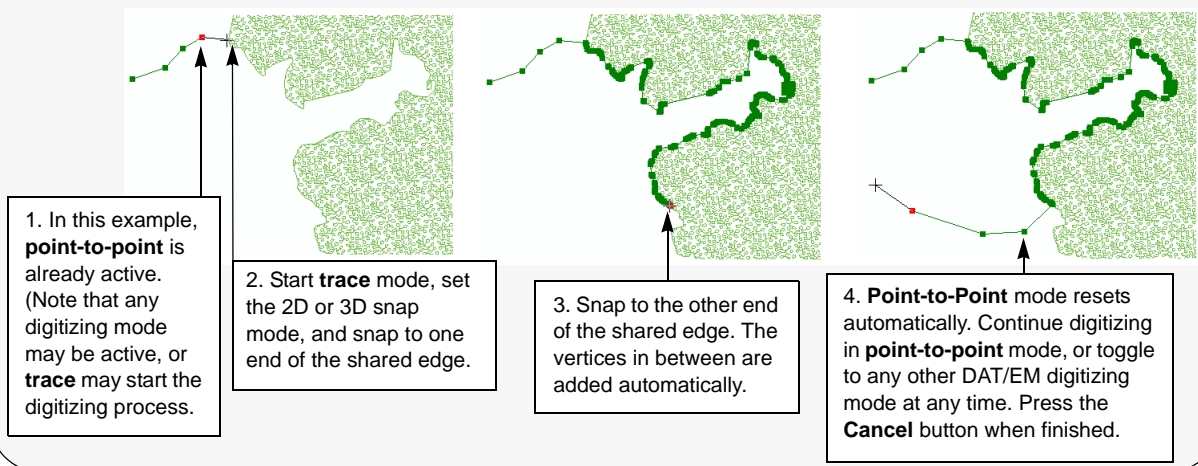 1. In this example,
point-to-point is
already active.
(Note that any
digitizing mode
may be active, or
trace may start the
digitizing process.
2. Start trace mode, set
the 2D or 3D snap
mode, and snap to one
end of the shared edge.
3. Snap to the other end
of the shared edge. The
vertices in between are
added automatically.
4. Point-to-Point mode resets
automatically. Continue digitizing
in point-to-point mode, or toggle
to any other DAT/EM digitizing
mode at any time. Press the
Cancel button when finished.